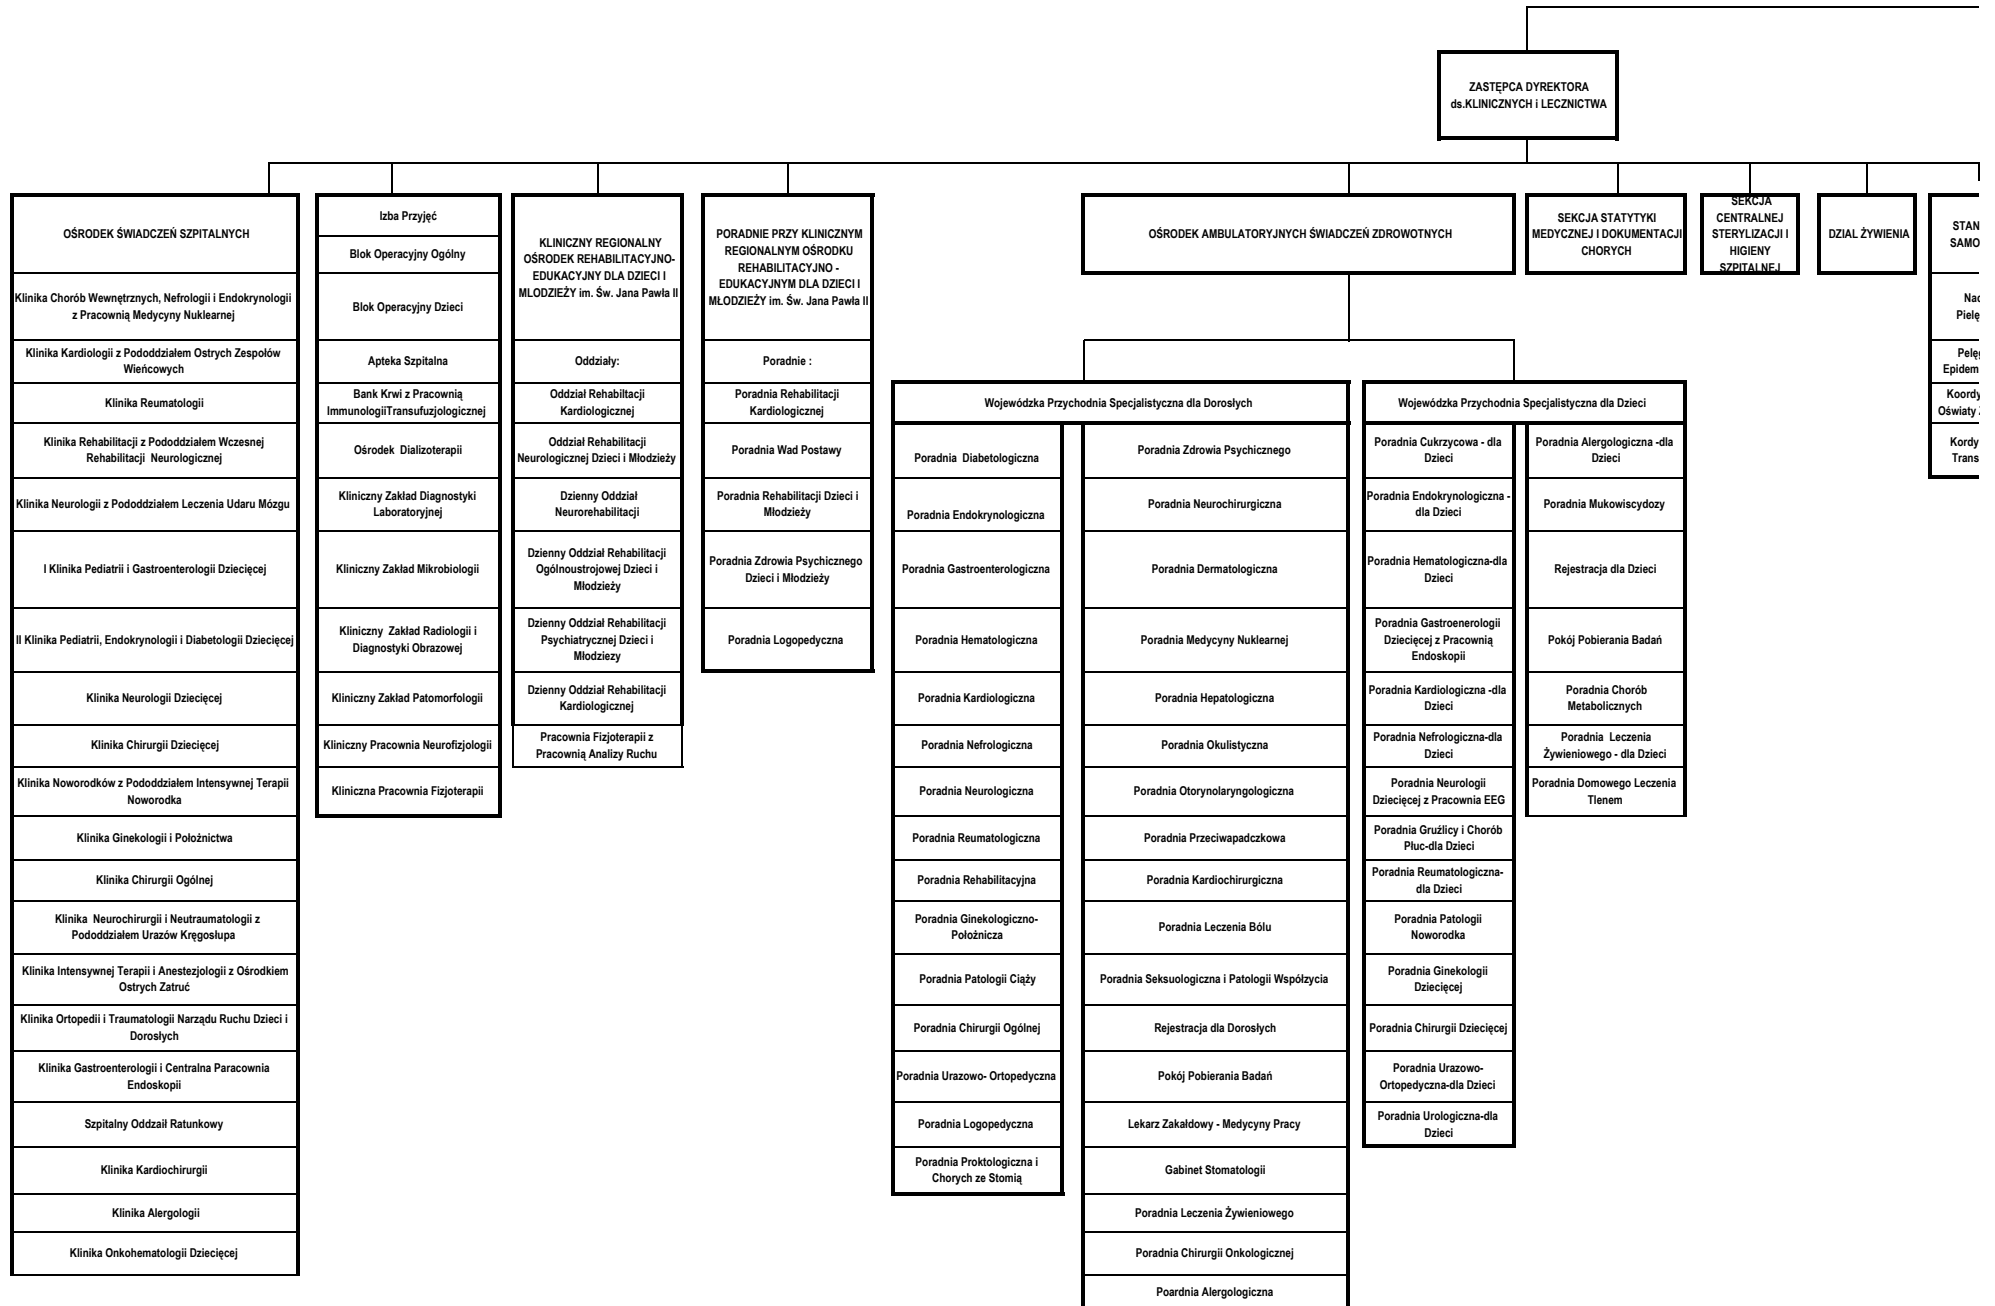 ZASTĘPCA DYREKTORA
ds.KLINICZNYCH i LECZNICTWA
OŚRODEK ŚWIADCZEŃ SZPITALNYCH
Klinika Chorób Wewnętrznych, Nefrologii i Endokrynologii
z Pracownią Medycyny Nuklearnej
Klinika Kardiologii z Pododdziałem Ostrych Zespołów
Wieńcowych
Klinika Reumatologii
Klinika Rehabilitacji z Pododdziałem Wczesnej
Rehabilitacji Neurologicznej
Klinika Neurologii z Pododdziałem Leczenia Udaru Mózgu
I Klinika Pediatrii i Gastroenterologii Dziecięcej
II Klinika Pediatrii, Endokrynologii i Diabetologii Dziecięcej
Klinika Neurologii Dziecięcej
Klinika Chirurgii Dziecięcej
Klinika Noworodków z Pododdziałem Intensywnej Terapii
Noworodka
Klinika Ginekologii i Położnictwa
Klinika Chirurgii Ogólnej
Klinika Neurochirurgii i Neutraumatologii z
Pododdziałem Urazów Kręgosłupa
Klinika Intensywnej Terapii i Anestezjologii z Ośrodkiem
Ostrych Zatruć
Klinika Ortopedii i Traumatologii Narządu Ruchu Dzieci i
Dorosłych
Klinika Gastroenterologii i Centralna Paracownia
Endoskopii
Szpitalny Oddzaił Ratunkowy
Klinika Kardiochirurgii
Klinika Alergologii
Klinika Onkohematologii Dziecięcej
Izba Przyjęć
Blok Operacyjny Ogólny
Blok Operacyjny Dzieci
Apteka Szpitalna
Bank Krwi z Pracownią
ImmunologiiTransufuzjologicznej
Ośrodek Dializoterapii
Kliniczny Zakład Diagnostyki
Laboratoryjnej
Kliniczny Zakład Mikrobiologii
Kliniczny Zakład Radiologii i
Diagnostyki Obrazowej
Kliniczny Zakład Patomorfologii
Kliniczny Pracownia Neurofizjologii
Kliniczna Pracownia Fizjoterapii
KLINICZNY REGIONALNY
OŚRODEK REHABILITACYJNO-
EDUKACYJNY DLA DZIECI I
MLODZIEŻY im. Św. Jana Pawła II
Oddziały:
Oddział Rehabiltacji
Kardiologicznej
Oddział Rehabilitacji
Neurologicznej Dzieci i Młodzieży
Dzienny Oddział
Neurorehabilitacji
Dzienny Oddział Rehabilitacji
Ogólnoustrojowej Dzieci i
Młodzieży
Dzienny Oddział Rehabilitacji
Psychiatrycznej Dzieci i
Młodziezy
Dzienny Oddział Rehabilitacji
Kardiologicznej
Pracownia Fizjoterapii z
Pracownią Analizy Ruchu
PORADNIE PRZY KLINICZNYM
REGIONALNYM OŚRODKU
REHABILITACYJNO -
EDUKACYJNYM DLA DZIECI I
MŁODZIEŻY im. Św. Jana Pawła II
Poradnie :
Poradnia Rehabilitacji
Kardiologicznej
Poradnia Wad Postawy
Poradnia Rehabilitacji Dzieci i
Młodzieży
Poradnia Zdrowia Psychicznego
Dzieci i Młodzieży
Poradnia Logopedyczna
OŚRODEK AMBULATORYJNYCH ŚWIADCZEŃ ZDROWOTNYCH
Wojewódzka Przychodnia Specjalistyczna dla Dorosłych
Poradnia Diabetologiczna
Poradnia Endokrynologiczna
Poradnia Gastroenterologiczna
Poradnia Hematologiczna
Poradnia Kardiologiczna
Poradnia Nefrologiczna
Poradnia Neurologiczna
Poradnia Reumatologiczna
Poradnia Rehabilitacyjna
Poradnia Ginekologiczno-
Położnicza
Poradnia Patologii Ciąży
Poradnia Chirurgii Ogólnej
Poradnia Urazowo- Ortopedyczna
Poradnia Logopedyczna
Poradnia Proktologiczna i
Chorych ze Stomią
Poradnia Zdrowia Psychicznego
Poradnia Neurochirurgiczna
Poradnia Dermatologiczna
Poradnia Medycyny Nuklearnej
Poradnia Hepatologiczna
Poradnia Okulistyczna
Poradnia Otorynolaryngologiczna
Poradnia Przeciwapadczkowa
Poradnia Kardiochirurgiczna
Poradnia Leczenia Bólu
Poradnia Seksuologiczna i Patologii Współzycia
Rejestracja dla Dorosłych
Pokój Pobierania Badań
Lekarz Zakałdowy - Medycyny Pracy
Gabinet Stomatologii
Poradnia Leczenia Żywieniowego
Poradnia Chirurgii Onkologicznej
Poardnia Alergologiczna
Wojewódzka Przychodnia Specjalistyczna dla Dzieci
Poradnia Cukrzycowa - dla
Dzieci
Poradnia Endokrynologiczna -
dla Dzieci
Poradnia Hematologiczna-dla
Dzieci
Poradnia Gastroenerologii
Dziecięcej z Pracownią
Endoskopii
Poradnia Kardiologiczna -dla
Dzieci
Poradnia Nefrologiczna-dla
Dzieci
Poradnia Neurologii
Dziecięcej z Pracownia EEG
Poradnia Gruźlicy i Chorób
Płuc-dla Dzieci
Poradnia Reumatologiczna-
dla Dzieci
Poradnia Patologii
Noworodka
Poradnia Ginekologii
Dziecięcej
Poradnia Chirurgii Dziecięcej
Poradnia Urazowo-
Ortopedyczna-dla Dzieci
Poradnia Urologiczna-dla
Dzieci
Poradnia Alergologiczna -dla
Dzieci
Poradnia Mukowiscydozy
Rejestracja dla Dzieci
Pokój Pobierania Badań
Poradnia Chorób
Metabolicznych
Poradnia Leczenia
Żywieniowego - dla Dzieci
Poradnia Domowego Leczenia
Tlenem
SEKCJA STATYTYKI
MEDYCZNEJ I DOKUMENTACJI
CHORYCH
SEKCJA
CENTRALNEJ
STERYLIZACJI I
HIGIENY
SZPITALNEJ
DZIAL ŻYWIENIA
STAN
SAMO
Nac
Pielę
Epidem
Koordy
Oświaty
Kordy
Trans